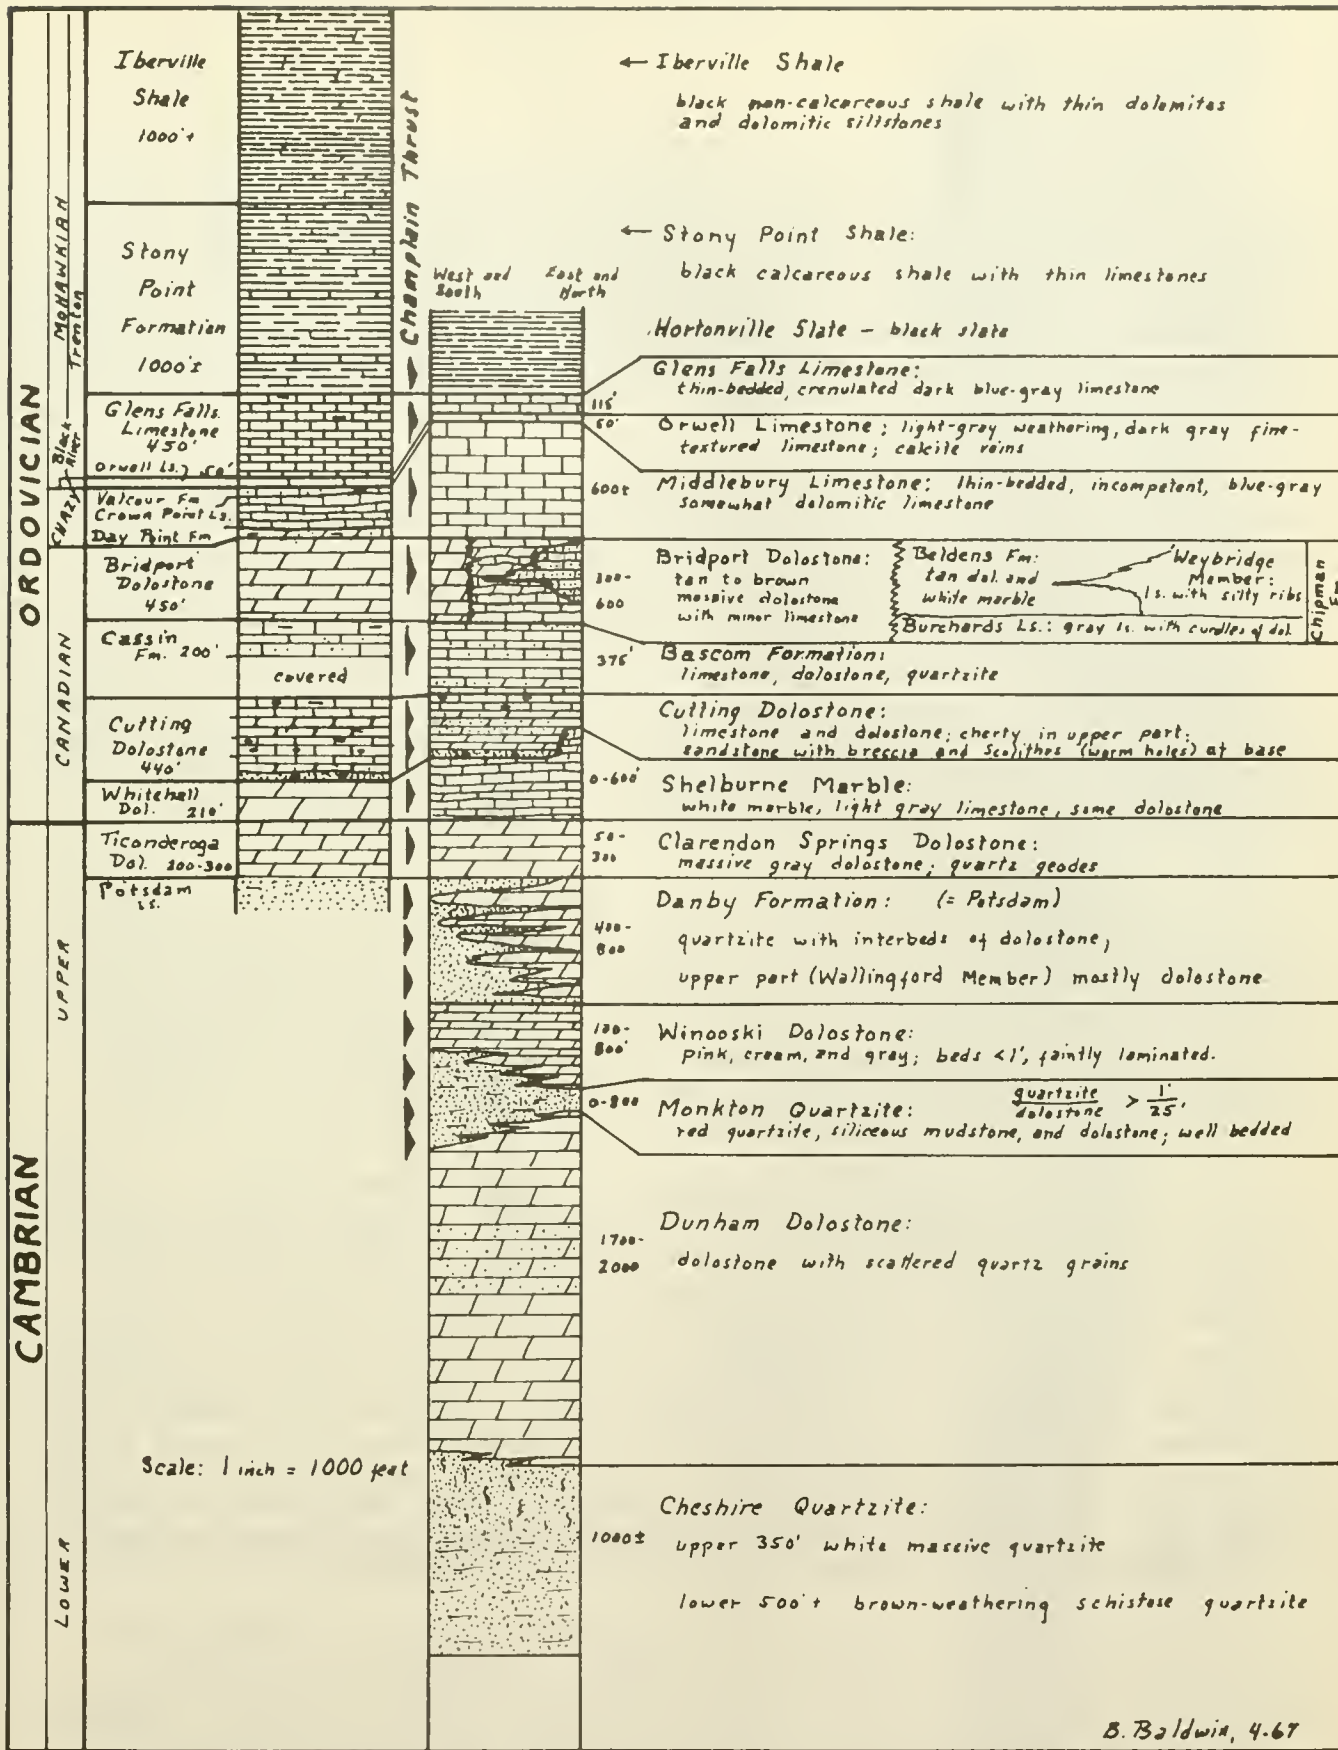 ORDOVICIAN
CAMBRIAN
MOHAWKIAN
Trenton
Black River
CHAZY
CANADIAN
UPPER
LOWER
Iberville
Shale
1000'+
Stony
Point
Formation
1000'±
Glens Falls
Limestone
450'
Orwell Ls., 50'
Valcour Fm
Crown Point Ls.
Day Point Fm
Bridport
Dolostone
450'
Cassin
Fm. 200'
covered
Cutting
Dolostone
440'
Whitehall
Dol. 210'
Ticonderoga
Dol. 200-300
Potsdam
Champlain Thrust
West and
South
East and
North
← Iberville Shale
black non-calcareous shale with thin dolomites
and dolomitic siltstones
← Stony Point Shale:
black calcareous shale with thin limestones
Hortonville Slate – black slate
Glens Falls Limestone:
thin-bedded, crenulated dark blue-gray limestone
115'
50'
Orwell Limestone; light-gray weathering, dark gray fine-
textured limestone; calcite veins
600±
Middlebury Limestone: thin-bedded, incompetent, blue-gray
somewhat dolomitic limestone
600
Bridport Dolostone:
tan to brown
massive dolostone
with minor limestone
Beldens Fm:
tan dol. and
white marble
Weybridge
Member:
ls. with silty ribs
Burchards Ls.: gray ls. with curdles of dol.
Chipman
Fm
375'
Bascom Formation:
limestone, dolostone, quartzite
Cutting Dolostone:
limestone and dolostone; cherty in upper part;
sandstone with breccia and Scolithes (worm holes) at base
0-600'
Shelburne Marble:
white marble, light gray limestone, some dolostone
50-
300
Clarendon Springs Dolostone:
massive gray dolostone; quartz geodes
400-
800
Danby Formation: (= Potsdam)
quartzite with interbeds of dolostone;
upper part (Wallingford Member) mostly dolostone
800'
Winooski Dolostone:
pink, cream, and gray; beds <1', faintly laminated.
0-800
Monkton Quartzite: quartzite/dolostone > 1/25.
red quartzite, siliceous mudstone, and dolostone; well bedded
1700-
2000
Dunham Dolostone:
dolostone with scattered quartz grains
Scale: 1 inch = 1000 feet
1000±
Cheshire Quartzite:
upper 350' white massive quartzite
lower 500'+ brown-weathering schistose quartzite
B. Baldwin, 4-67